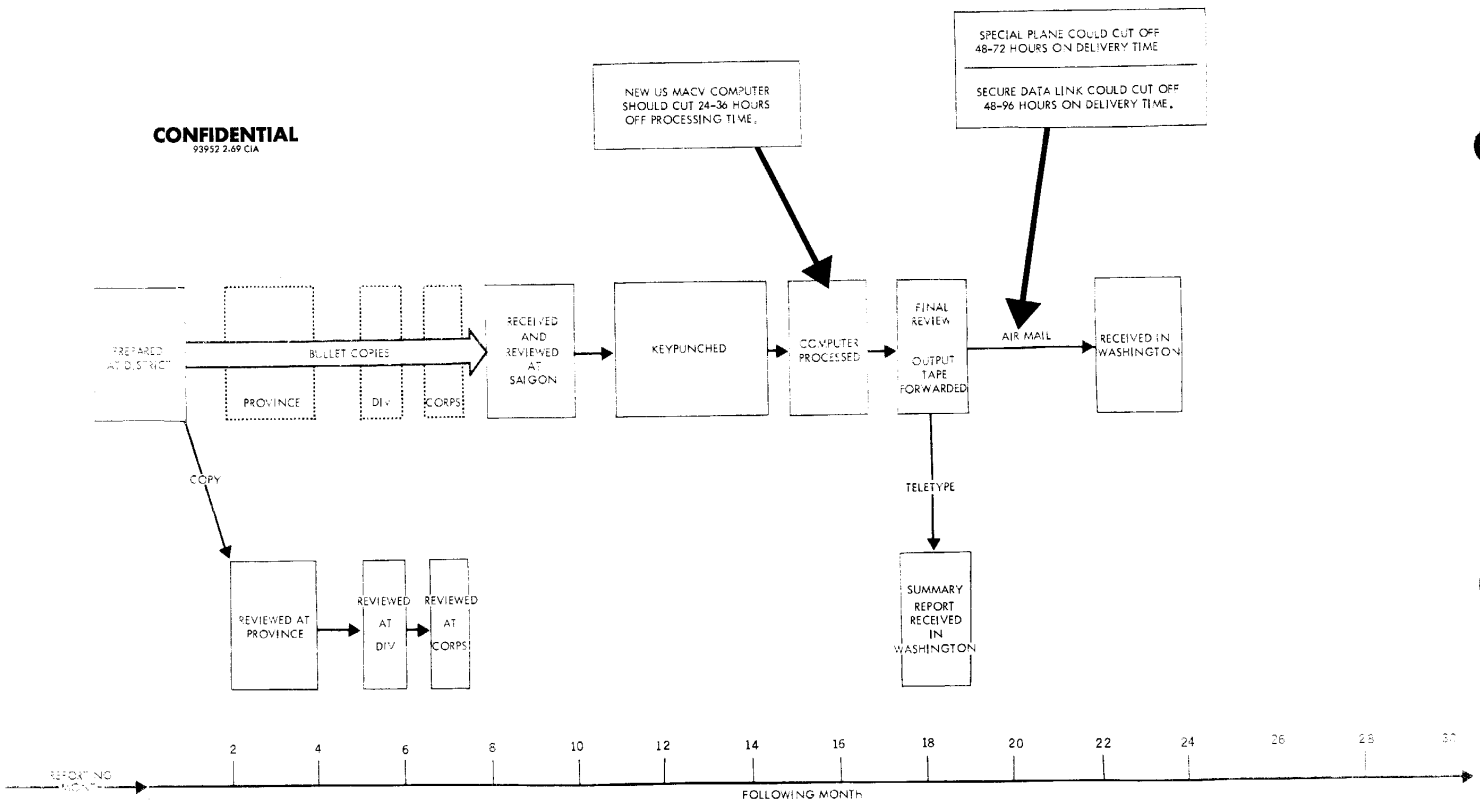 SPECIAL PLANE COULD CUT OFF
48-72 HOURS ON DELIVERY TIME
SECURE DATA LINK COULD CUT OFF
48-96 HOURS ON DELIVERY TIME.
NEW US MACV COMPUTER
SHOULD CUT 24-36 HOURS
OFF PROCESSING TIME.
CONFIDENTIAL
93952 2-69 CIA
PREPARED
AT DISTRICT
BULLET COPIES
PROVINCE
DIV
CORPS
RECEIVED
AND
REVIEWED
AT
SAIGON
KEYPUNCHED
COMPUTER
PROCESSED
FINAL
REVIEW
OUTPUT
TAPE
FORWARDED
AIR MAIL
RECEIVED IN
WASHINGTON
COPY
TELETYPE
REVIEWED AT
PROVINCE
REVIEWED
AT
DIV
REVIEWED
AT
CORPS
SUMMARY
REPORT
RECEIVED
IN
WASHINGTON
2 4 6 8 10 12 14 16 18 20 22 24 26 28 30
REPORTING
MONTH
FOLLOWING MONTH